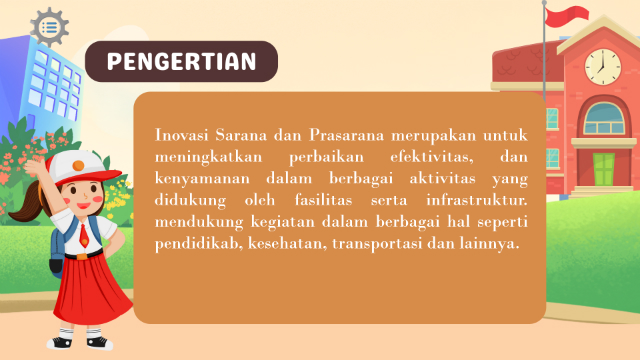 PENGERTIAN
Inovasi Sarana dan Prasarana merupakan untuk
meningkatkan perbaikan efektivitas, dan
kenyamanan dalam berbagai aktivitas yang
didukung oleh fasilitas serta infrastruktur.
mendukung kegiatan dalam berbagai hal seperti
pendidikab, kesehatan, transportasi dan lainnya.